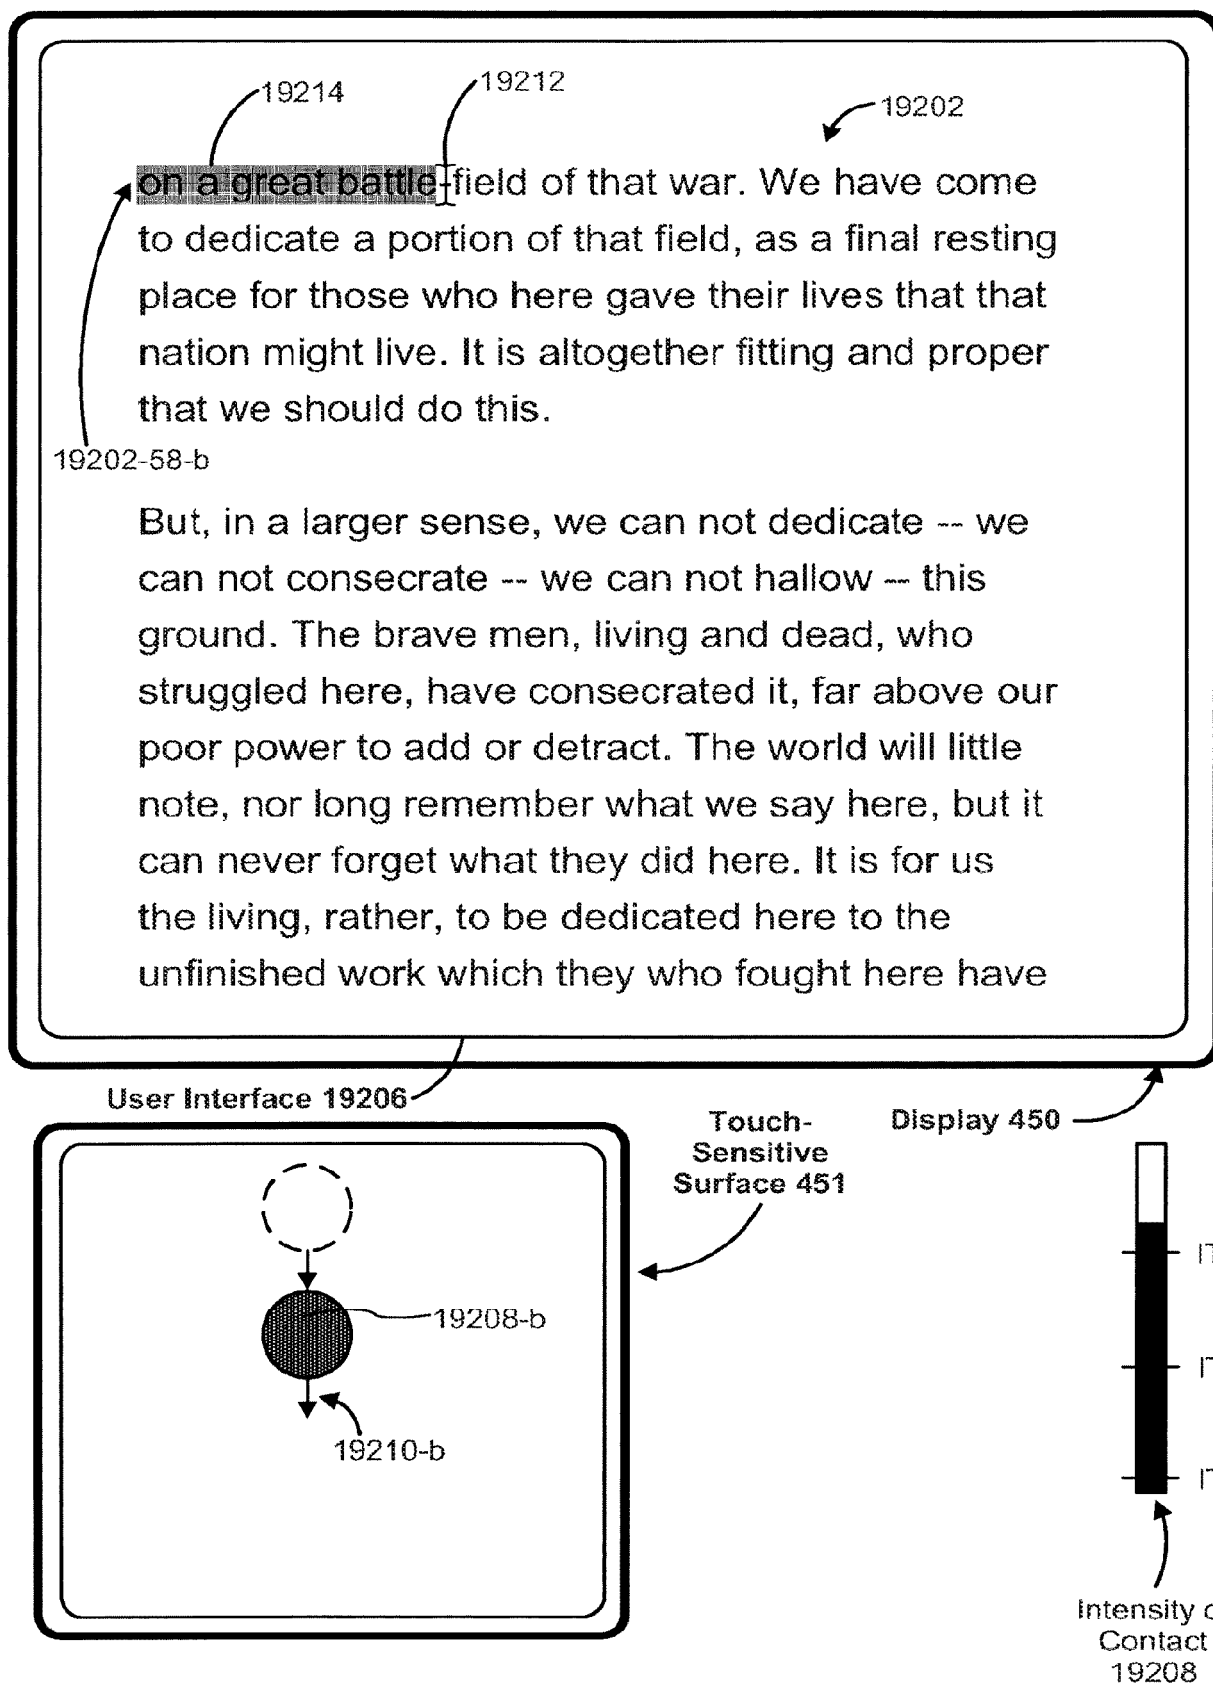 19214
19212
19202
on a great battle-field of that war. We have come
to dedicate a portion of that field, as a final resting
place for those who here gave their lives that that
nation might live. It is altogether fitting and proper
that we should do this.
19202-58-b
But, in a larger sense, we can not dedicate -- we
can not consecrate -- we can not hallow -- this
ground. The brave men, living and dead, who
struggled here, have consecrated it, far above our
poor power to add or detract. The world will little
note, nor long remember what we say here, but it
can never forget what they did here. It is for us
the living, rather, to be dedicated here to the
unfinished work which they who fought here have
User Interface 19206
Display 450
Touch-
Sensitive
Surface 451
19208-b
19210-b
Intensity
Contact
19208